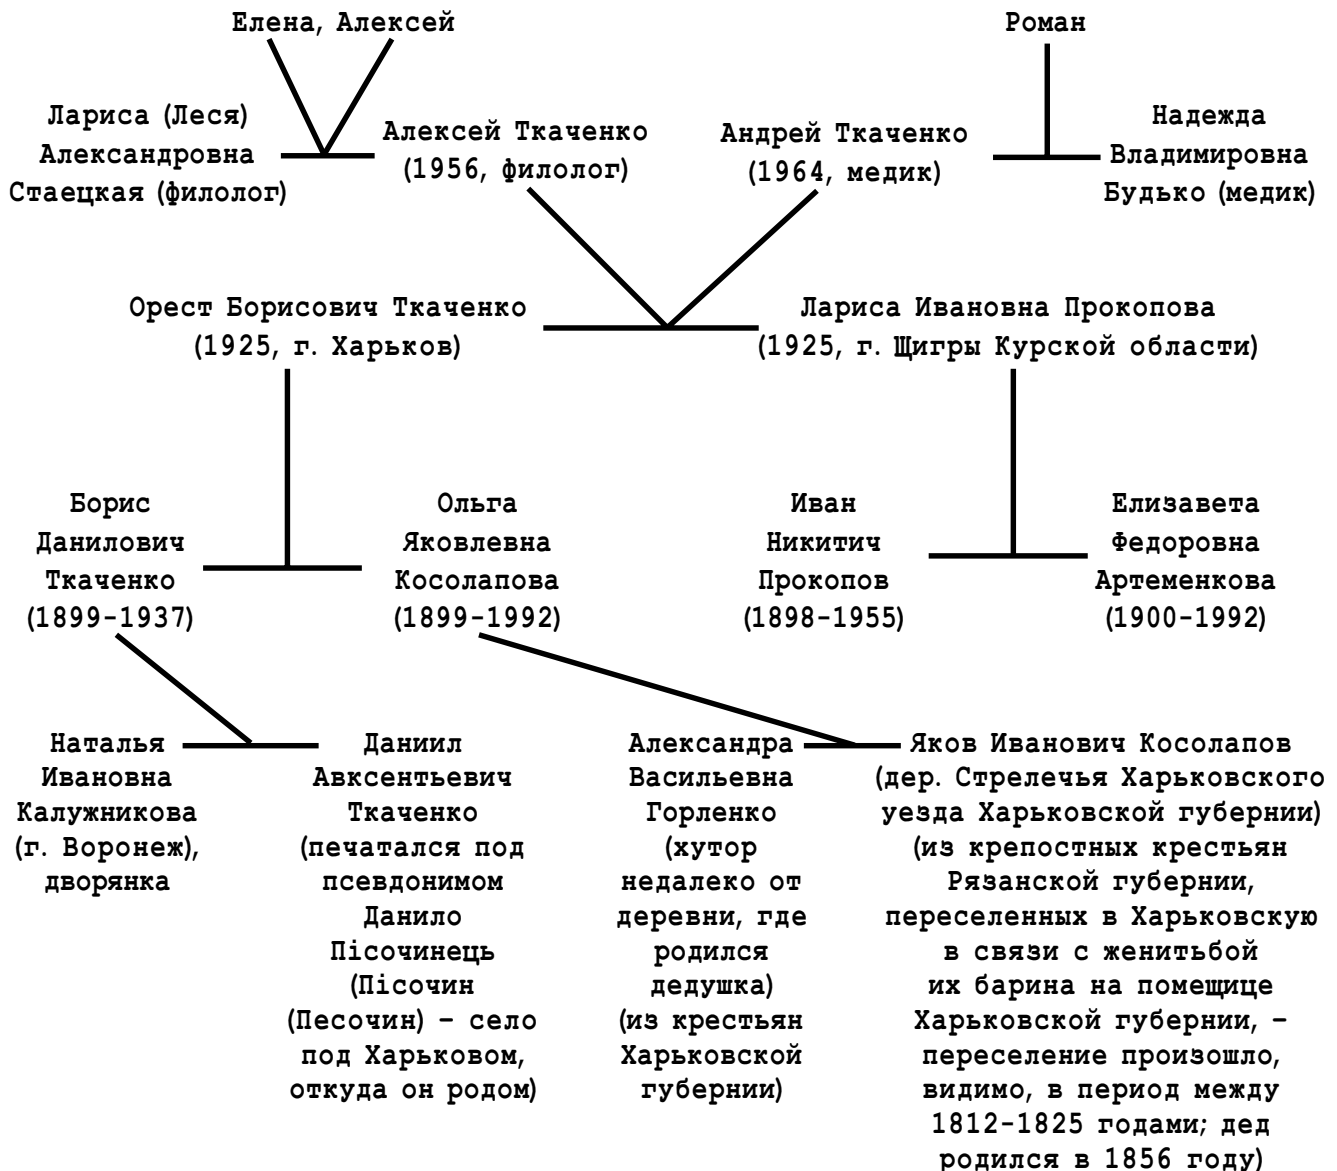 Елена, Алексей
Роман
Лариса (Леся)
Александровна
Стаецкая (филолог)
Алексей Ткаченко
(1956, филолог)
Андрей Ткаченко
(1964, медик)
Надежда
Владимировна
Будько (медик)
Орест Борисович Ткаченко
(1925, г. Харьков)
Лариса Ивановна Прокопова
(1925, г. Щигры Курской области)
Борис
Данилович
Ткаченко
(1899-1937)
Ольга
Яковлевна
Косолапова
(1899-1992)
Иван
Никитич
Прокопов
(1898-1955)
Елизавета
Федоровна
Артеменкова
(1900-1992)
Наталья
Ивановна
Калужникова
(г. Воронеж),
дворянка
Даниил
Авксентьевич
Ткаченко
(печатался под
псевдонимом
Данило
Пісочинець
(Пісочин
(Песочин) – село
под Харьковом,
откуда он родом)
Александра
Васильевна
Горленко
(хутор
недалеко от
деревни, где
родился
дедушка)
(из крестьян
Харьковской
губернии)
Яков Иванович Косолапов
(дер. Стрелечья Харьковского
уезда Харьковской губернии)
(из крепостных крестьян
Рязанской губернии,
переселенных в Харьковскую
в связи с женитьбой
их барина на помещице
Харьковской губернии, –
переселение произошло,
видимо, в период между
1812-1825 годами; дед
родился в 1856 году)